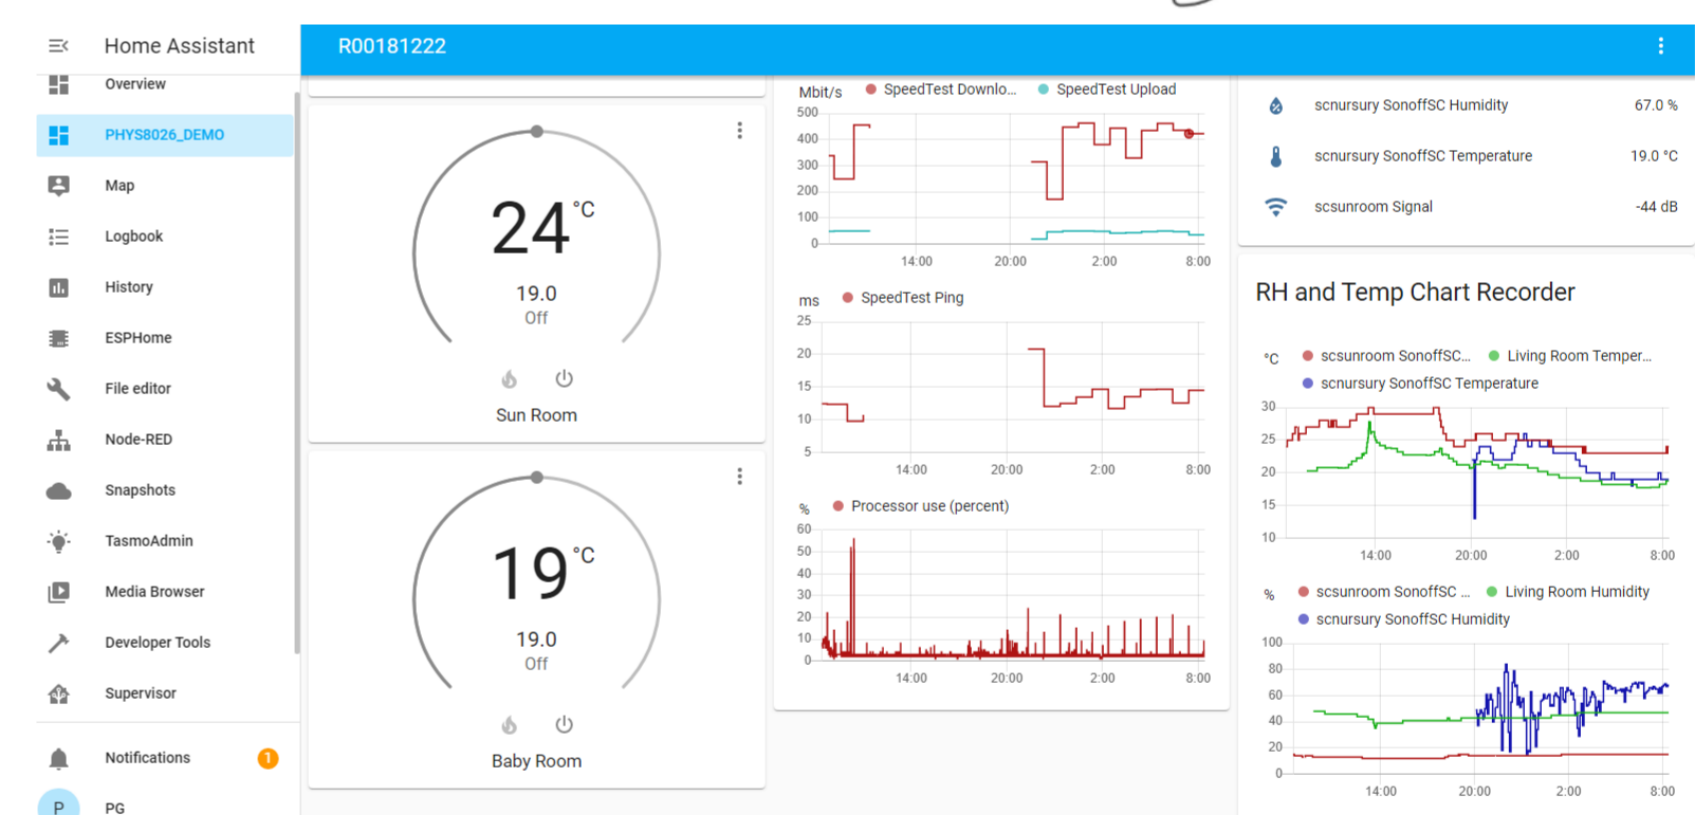 Home Assistant
R00181222
Overview
PHYS8026_DEMO
Map
Logbook
History
ESPHome
File editor
Node-RED
Snapshots
TasmoAdmin
Media Browser
Developer Tools
Supervisor
Notifications 1
P PG
24 °C
19.0
Off
Sun Room
19 °C
19.0
Off
Baby Room
Mbit/s SpeedTest Downlo... SpeedTest Upload
500
400
300
200
100
0
14:00 20:00 2:00 8:00
ms SpeedTest Ping
25
20
15
10
5
14:00 20:00 2:00 8:00
% Processor use (percent)
60
50
40
30
20
10
0
14:00 20:00 2:00 8:00
scnursury SonoffSC Humidity 67.0 %
scnursury SonoffSC Temperature 19.0 °C
scsunroom Signal -44 dB
RH and Temp Chart Recorder
°C scsunroom SonoffSC... Living Room Temper...
scnursury SonoffSC Temperature
30
25
20
15
10
14:00 20:00 2:00 8:00
% scsunroom SonoffSC ... Living Room Humidity
scnursury SonoffSC Humidity
100
80
60
40
20
0
14:00 20:00 2:00 8:00